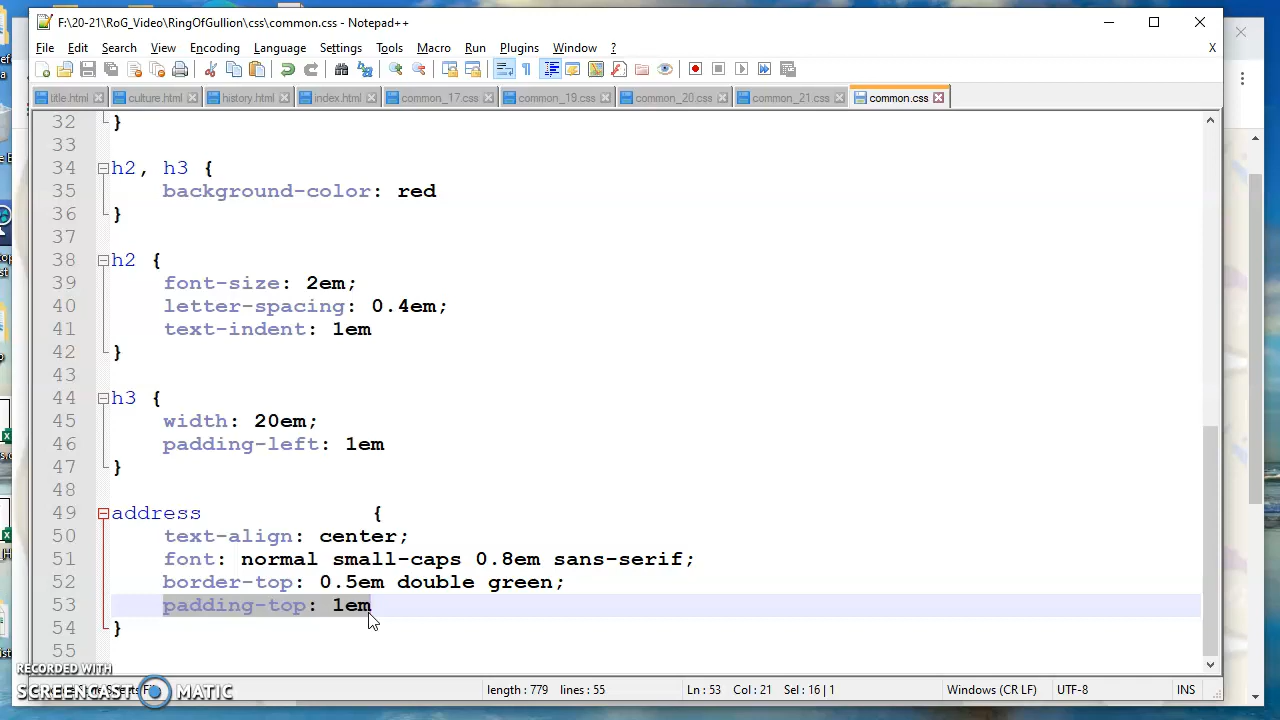 F:\20-21\RoG_Video\RingOfGullion\css\common.css - Notepad++
File Edit Search View Encoding Language Settings Tools Macro Run Plugins Window ? X
title.html culture.html history.html index.html common_17.css common_19.css common_20.css common_21.css common.css
32 }
33
34 h2, h3 {
35 background-color: red
36 }
37
38 h2 {
39 font-size: 2em;
40 letter-spacing: 0.4em;
41 text-indent: 1em
42 }
43
44 h3 {
45 width: 20em;
46 padding-left: 1em
47 }
48
49 address {
50 text-align: center;
51 font: normal small-caps 0.8em sans-serif;
52 border-top: 0.5em double green;
53 padding-top: 1em
54 }
55
RECORDED WITH
SCREENCAST MATIC
length : 779 lines : 55 Ln : 53 Col : 21 Sel : 16 | 1 Windows (CR LF) UTF-8 INS